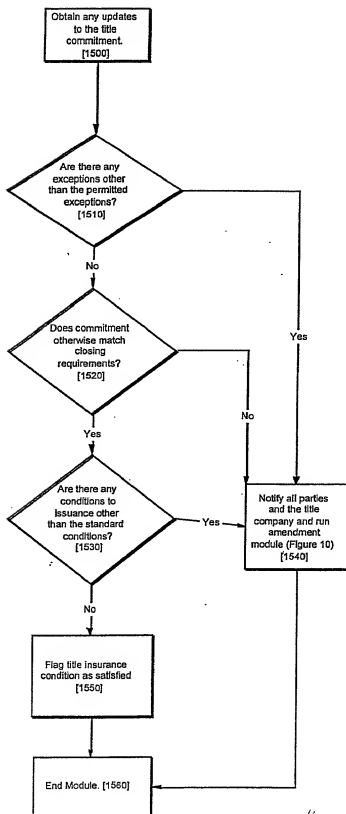 Obtain any updates
to the title
commitment.
[1500]
Are there any
exceptions other
than the permitted
exceptions?
[1510]
No
Yes
Does commitment
otherwise match
closing
requirements?
[1520]
No
Yes
Are there any
conditions to
issuance other
than the standard
conditions?
[1530]
Yes
Notify all parties
and the title
company and run
amendment
module (Figure 10)
[1540]
No
Flag title insurance
condition as satisfied
[1550]
End Module. [1560]